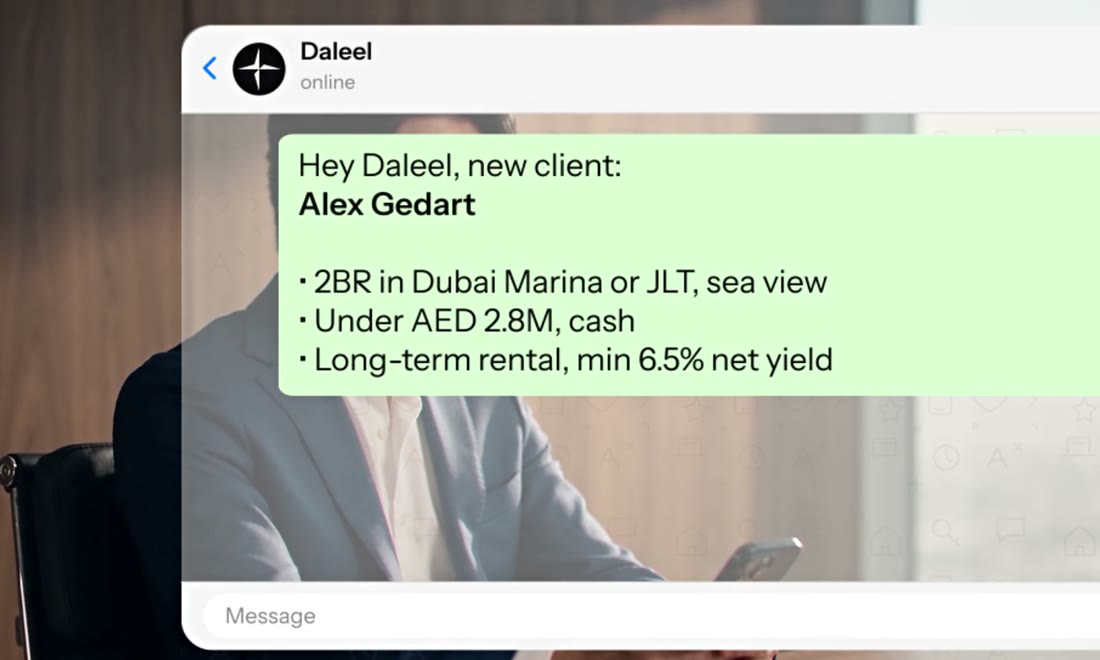 Daleel
online
Hey Daleel, new client:
Alex Gedart
· 2BR in Dubai Marina or JLT, sea view
· Under AED 2.8M, cash
· Long-term rental, min 6.5% net yield
Message